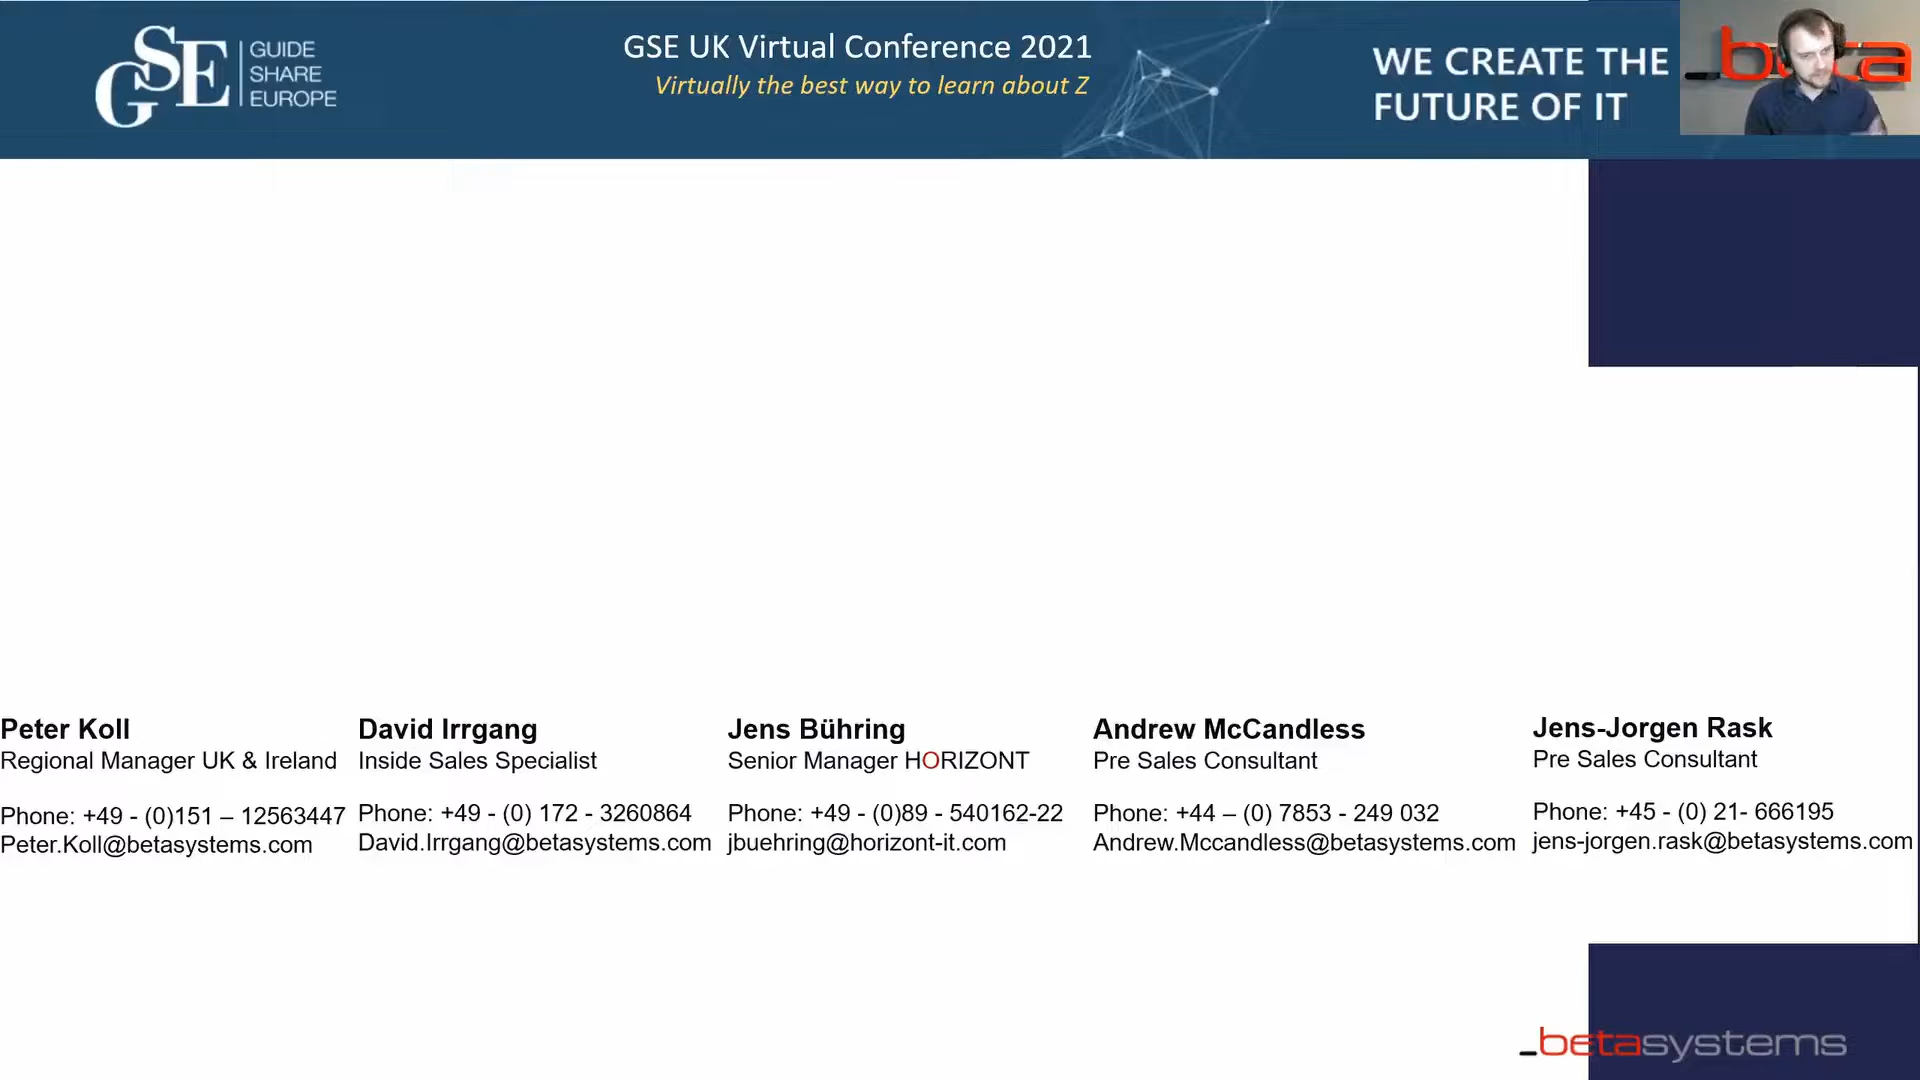 GSE
GUIDE
SHARE
EUROPE
GSE UK Virtual Conference 2021
Virtually the best way to learn about Z
WE CREATE THE
FUTURE OF IT
beta
Peter Koll
Regional Manager UK & Ireland
Phone: +49 - (0)151 – 12563447
Peter.Koll@betasystems.com
David Irrgang
Inside Sales Specialist
Phone: +49 - (0) 172 - 3260864
David.Irrgang@betasystems.com
Jens Bühring
Senior Manager HORIZONT
Phone: +49 - (0)89 - 540162-22
jbuehring@horizont-it.com
Andrew McCandless
Pre Sales Consultant
Phone: +44 – (0) 7853 - 249 032
Andrew.Mccandless@betasystems.com
Jens-Jorgen Rask
Pre Sales Consultant
Phone: +45 - (0) 21- 666195
jens-jorgen.rask@betasystems.com
_betasystems